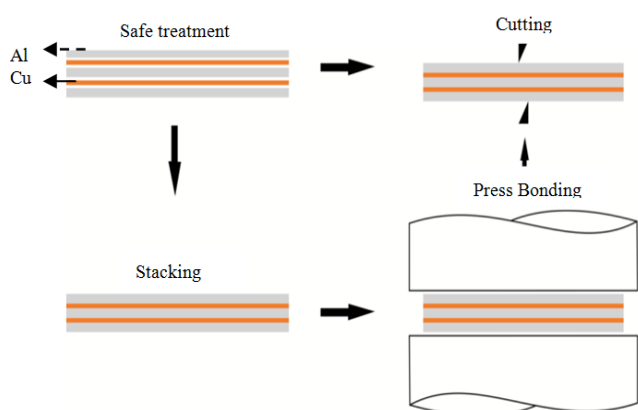 Safe treatment
Cutting
Al
Cu
Press Bonding
Stacking